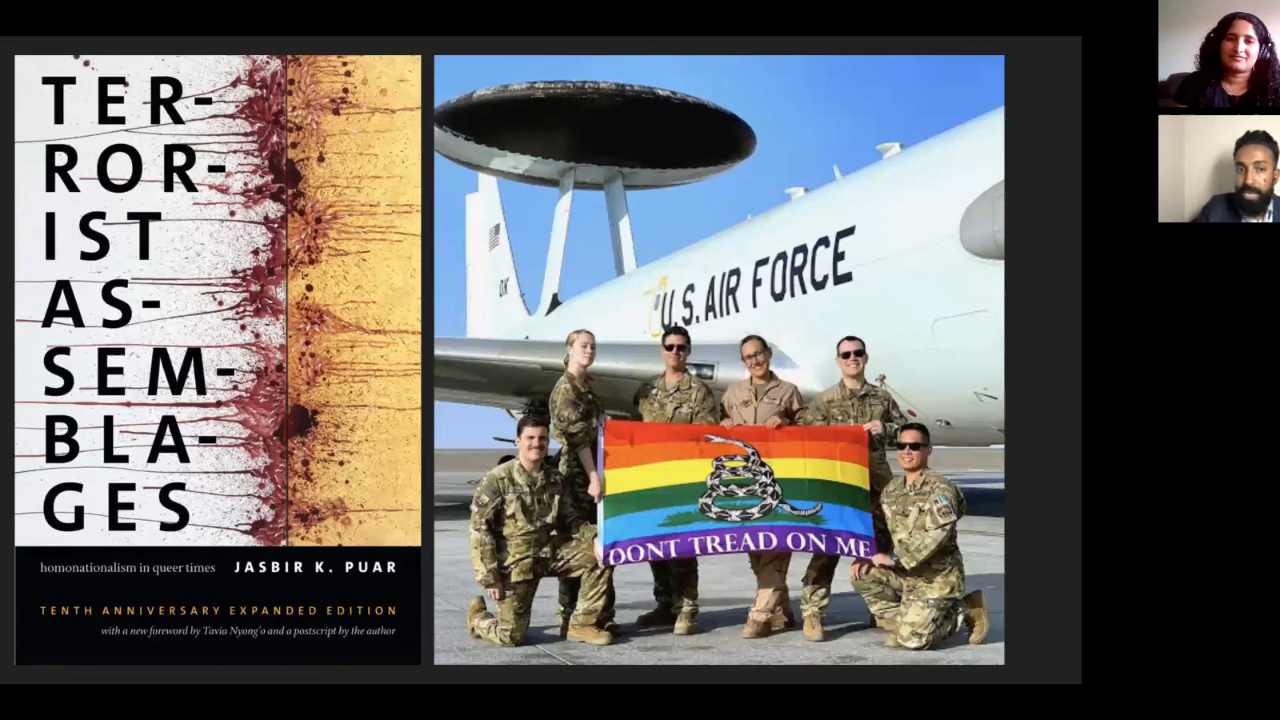 TER-
ROR-
IST
AS-
SEM-
BLA-
GES
homonationalism in queer times JASBIR K. PUAR
TENTH ANNIVERSARY EXPANDED EDITION
with a new foreword by Tavia Nyong'o and a postscript by the author
OK
U.S. AIR FORCE
DONT TREAD ON ME